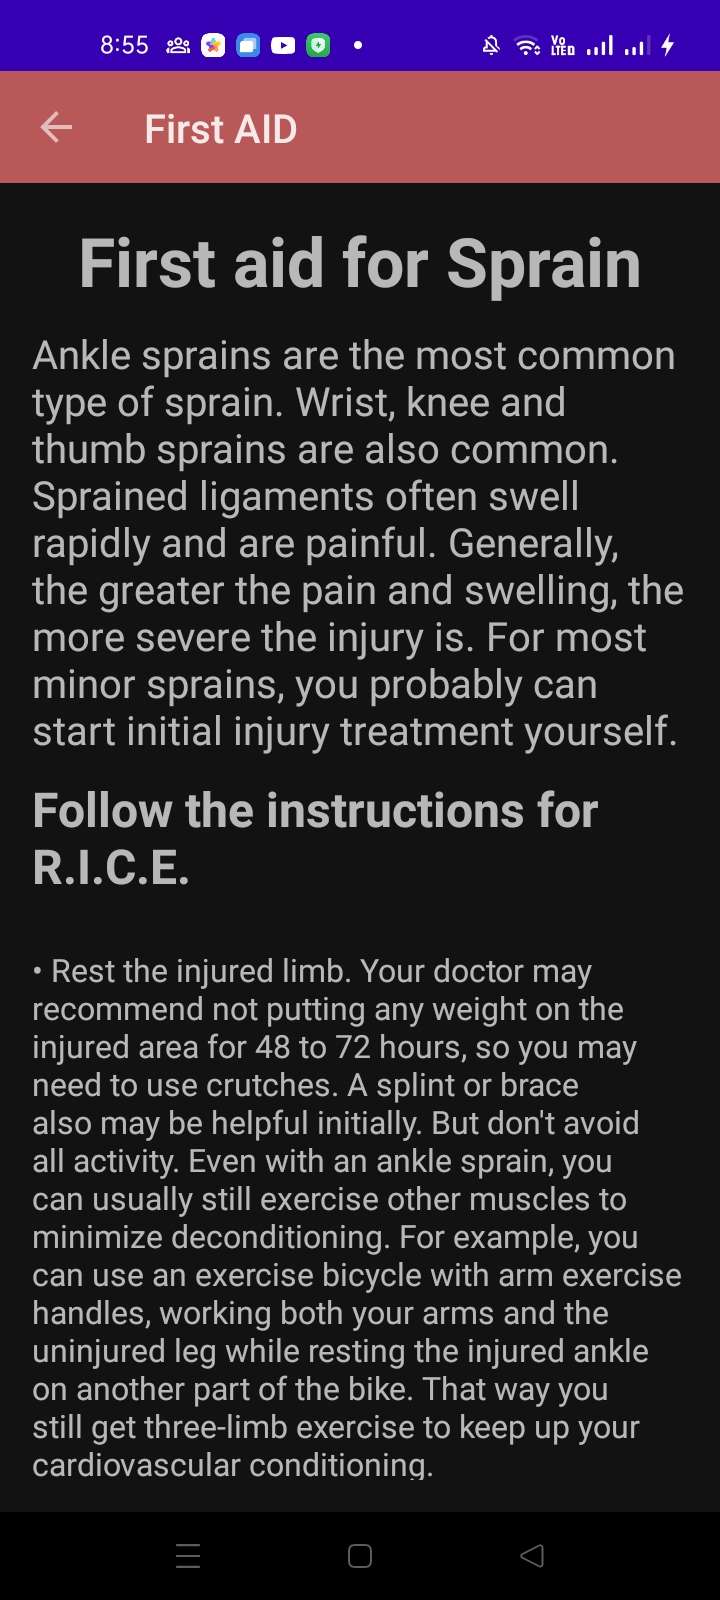 8:55
VO
LTED
First AID
First aid for Sprain
Ankle sprains are the most common
type of sprain. Wrist, knee and
thumb sprains are also common.
Sprained ligaments often swell
rapidly and are painful. Generally,
the greater the pain and swelling, the
more severe the injury is. For most
minor sprains, you probably can
start initial injury treatment yourself.
Follow the instructions for
R.I.C.E.
• Rest the injured limb. Your doctor may
recommend not putting any weight on the
injured area for 48 to 72 hours, so you may
need to use crutches. A splint or brace
also may be helpful initially. But don't avoid
all activity. Even with an ankle sprain, you
can usually still exercise other muscles to
minimize deconditioning. For example, you
can use an exercise bicycle with arm exercise
handles, working both your arms and the
uninjured leg while resting the injured ankle
on another part of the bike. That way you
still get three-limb exercise to keep up your
cardiovascular conditioning.